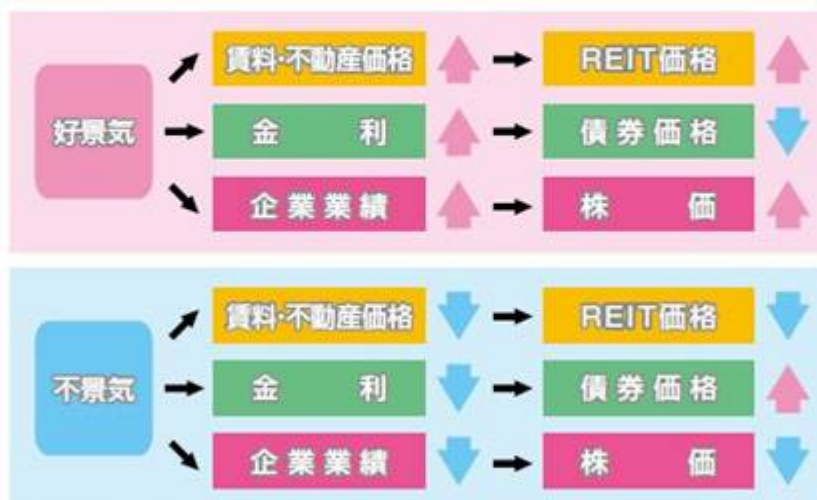 賃料・不動産価格 REIT価格
好景気 金利 債券価格
企業業績 株価
賃料・不動産価格 REIT価格
不景気 金利 債券価格
企業業績 株価